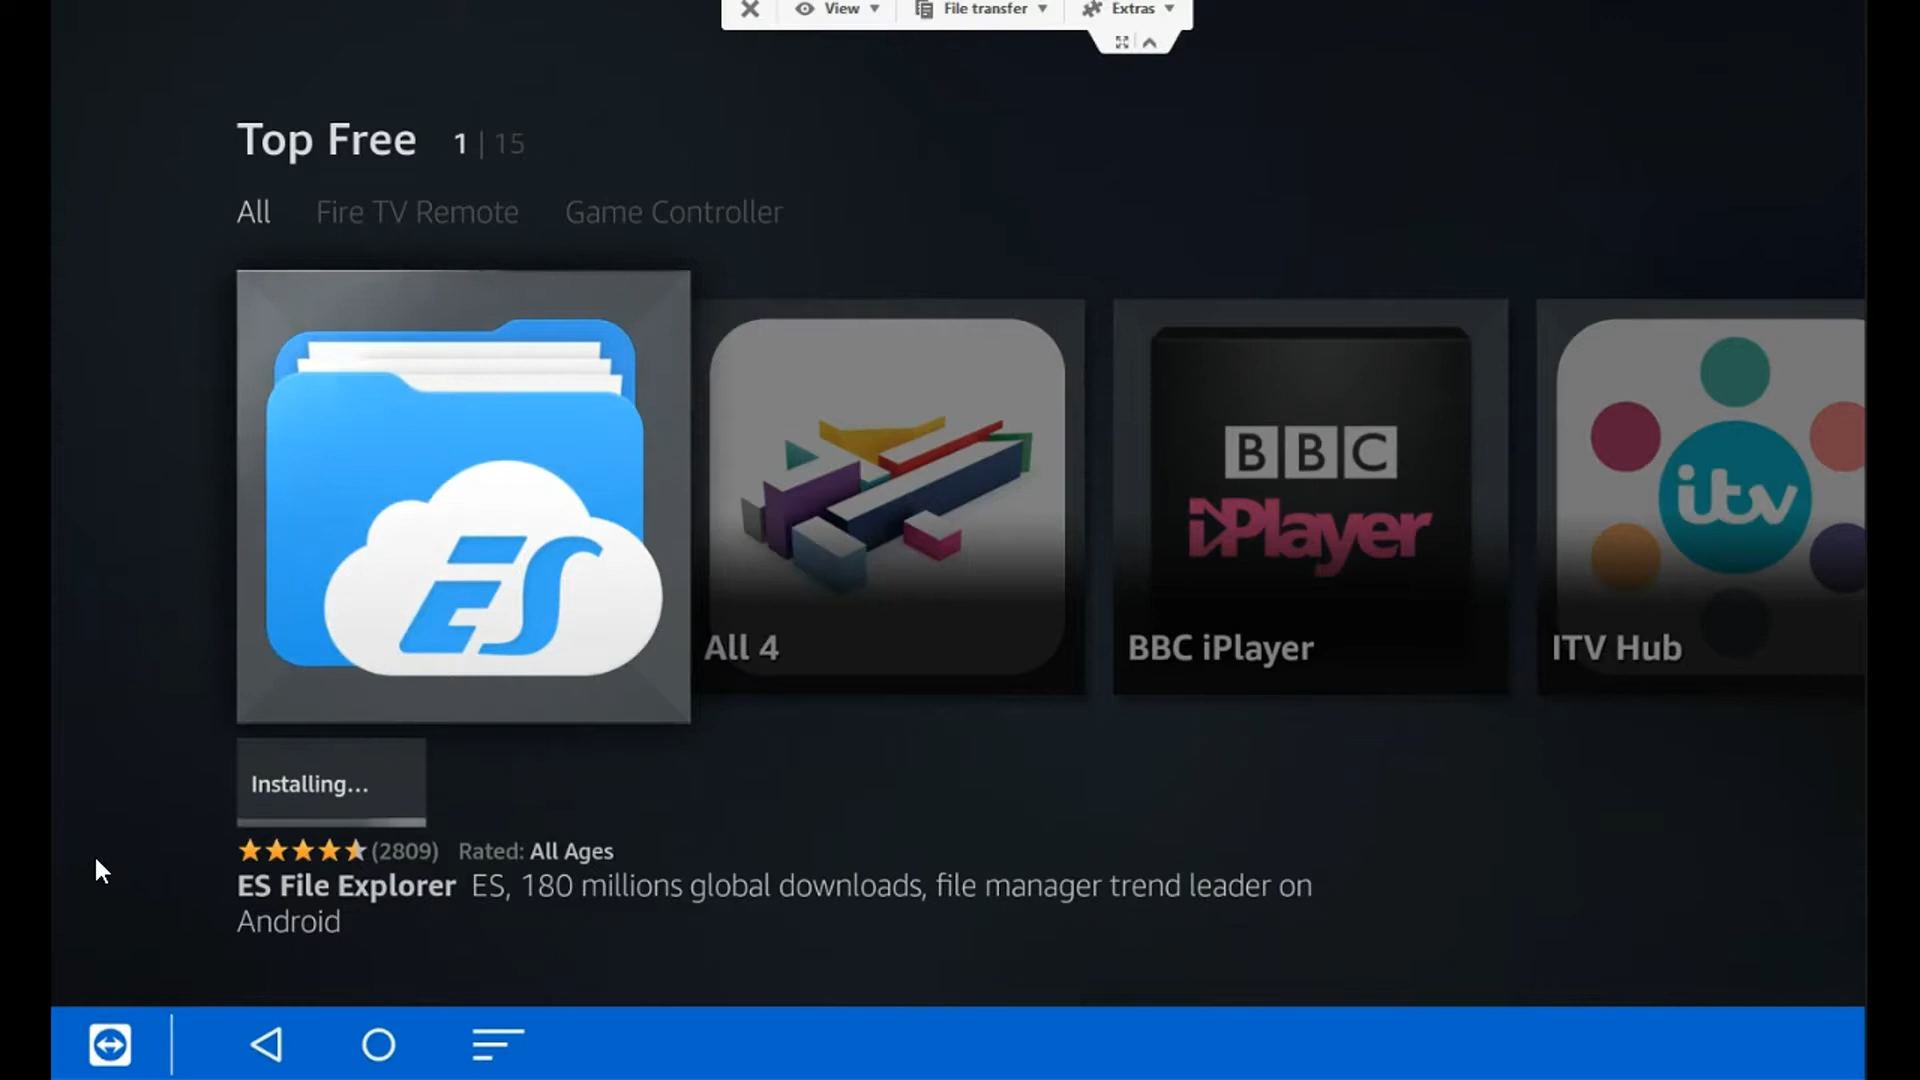 View File transfer Extras
Top Free 1 | 15
All Fire TV Remote Game Controller
ES
BBC
iPlayer
itv
All 4
BBC iPlayer
ITV Hub
Installing...
(2809) Rated: All Ages
ES File Explorer ES, 180 millions global downloads, file manager trend leader on
Android